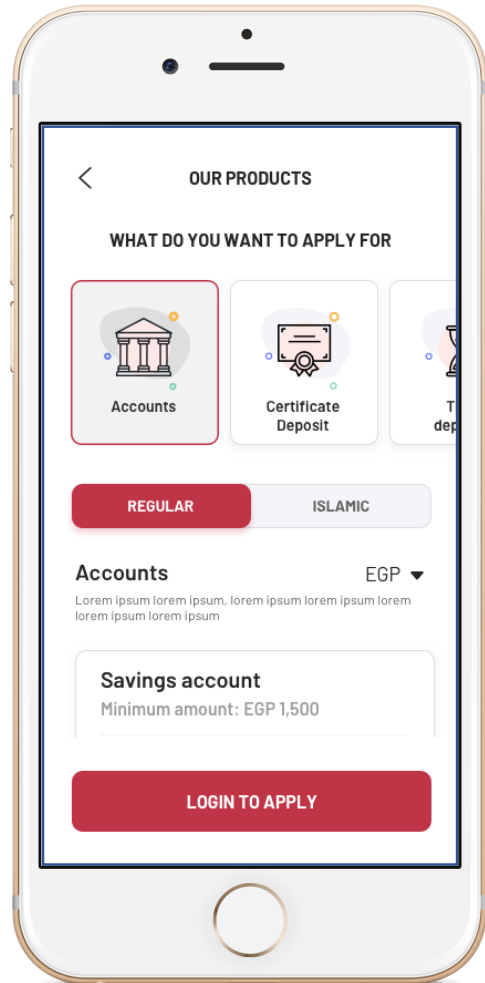 OUR PRODUCTS
WHAT DO YOU WANT TO APPLY FOR
Accounts
Certificate
Deposit
REGULAR
ISLAMIC
Accounts
EGP
Lorem ipsum lorem ipsum, lorem ipsum lorem ipsum lorem
lorem ipsum lorem ipsum
Savings account
Minimum amount: EGP 1,500
LOGIN TO APPLY